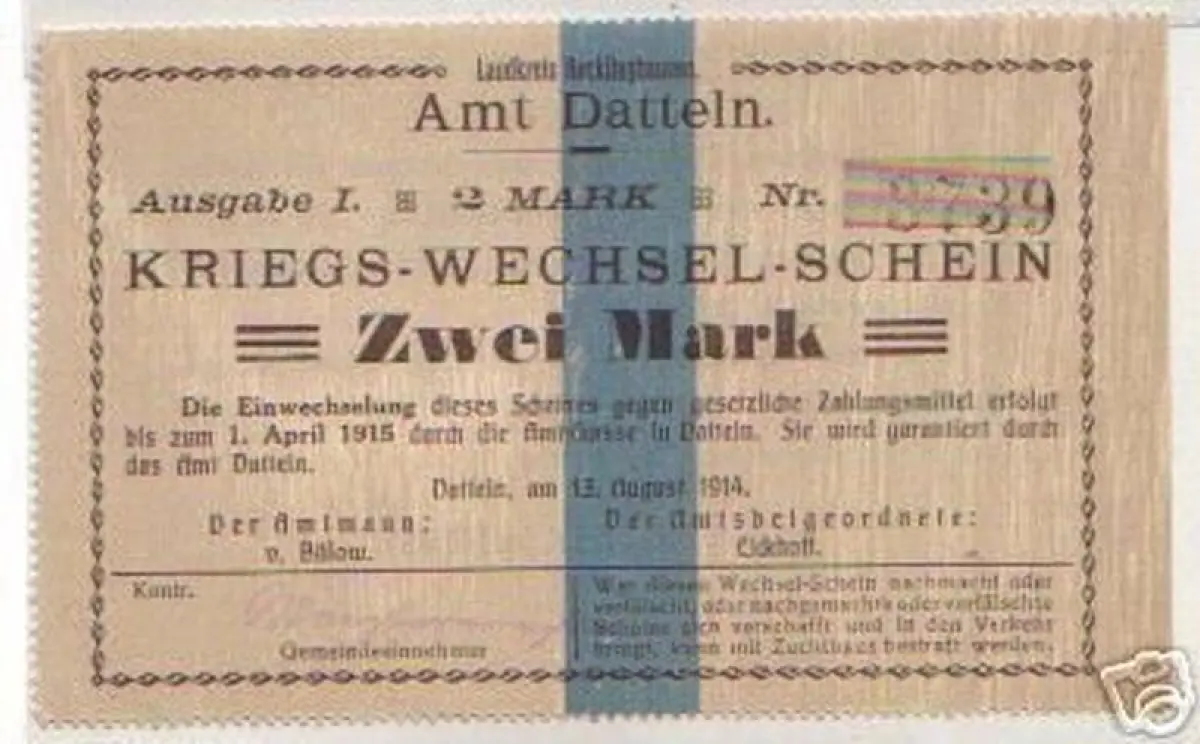 Landkreis Recklinghausen.
Amt Datteln.
Ausgabe I. 2 MARK Nr. 3739
KRIEGS-WECHSEL-SCHEIN
Zwei Mark
Die Einwechselung dieses Scheines gegen gesetzliche Zahlungsmittel erfolgt
bis zum 1. April 1915 durch die Amtskasse in Datteln. Sie wird garantiert durch
das Amt Datteln.
Datteln, am 13. August 1914.
Der Amtmann: Der Amtsbeigeordnete:
v. Bülow. Eickhoff.
Kontr.
Gemeindeeinnehmer
Wer diesen Wechsel-Schein nachmacht oder
verfälscht, oder nachgemachte oder verfälschte
Scheine sich verschafft und in den Verkehr
bringt, kann mit Zuchthaus bestraft werden.